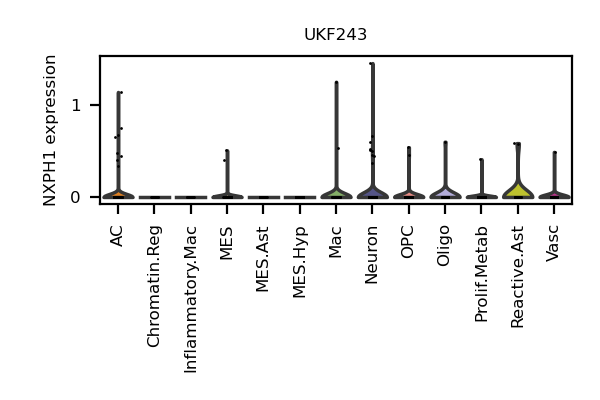 UKF243
NXPH1 expression
1
0
AC
Chromatin.Reg
Inflammatory.Mac
MES
MES.Ast
MES.Hyp
Mac
Neuron
OPC
Oligo
Prolif.Metab
Reactive.Ast
Vasc